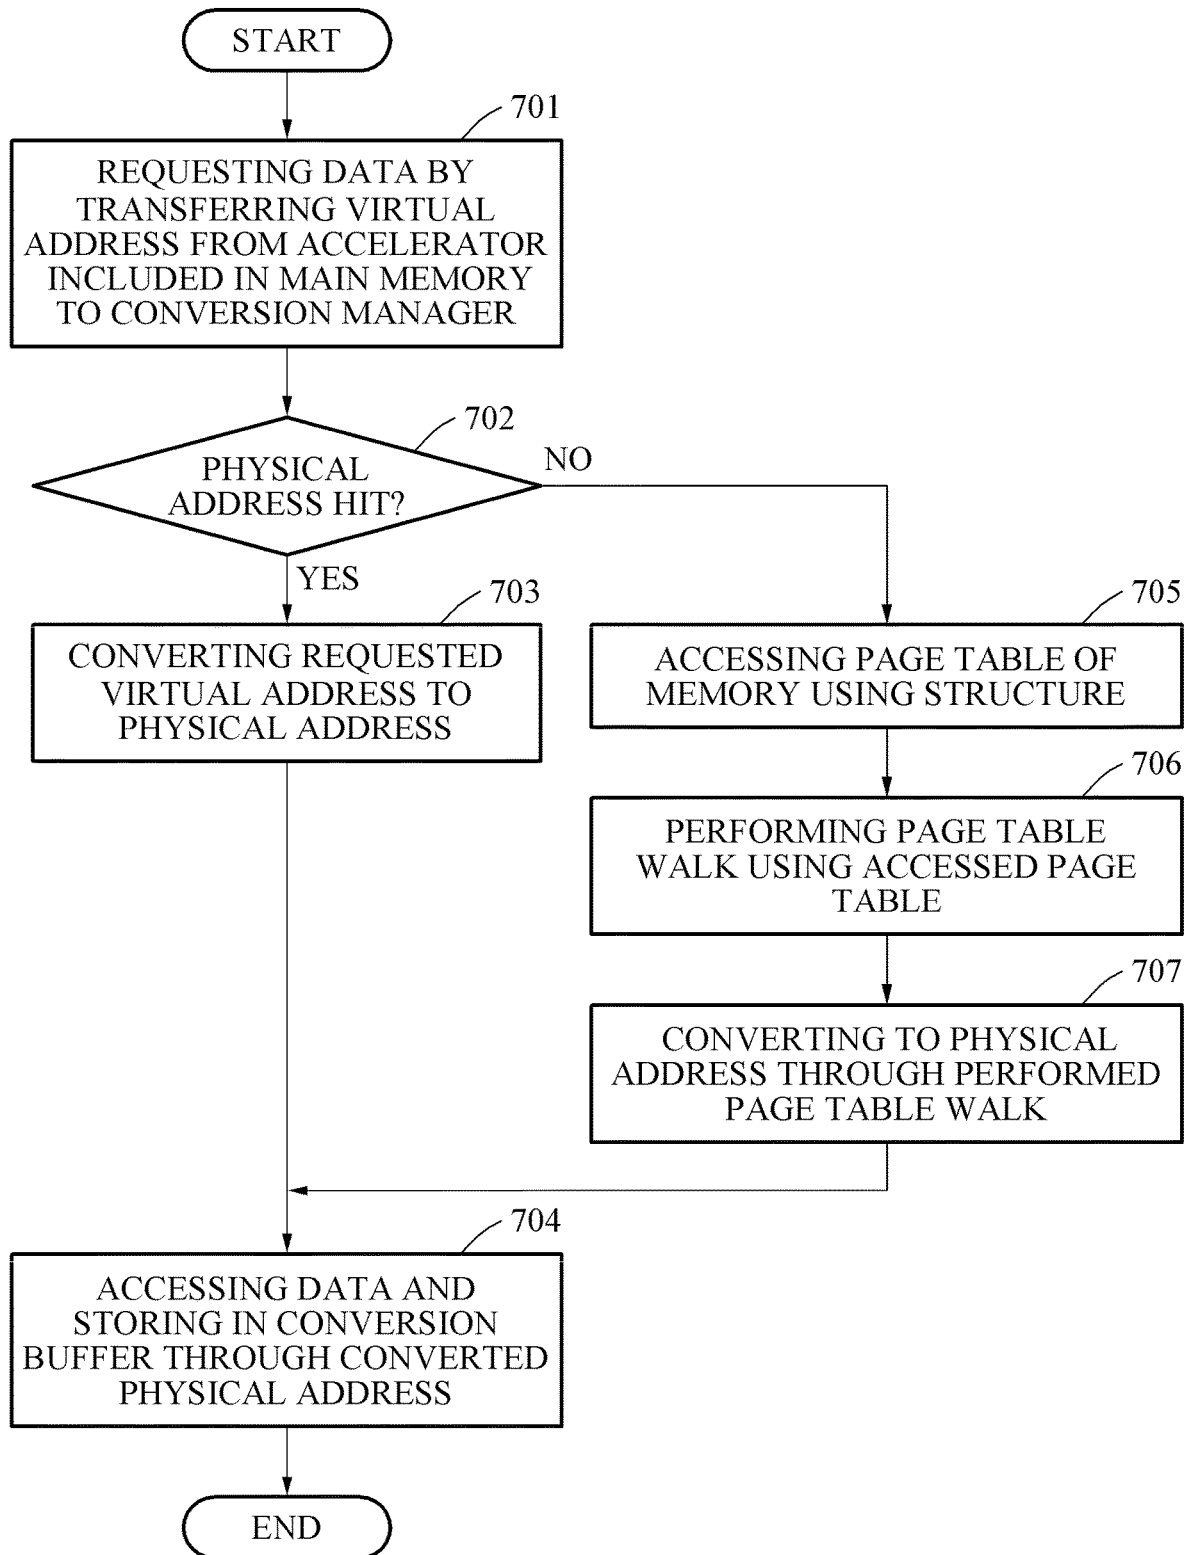 START
701
REQUESTING DATA BY
TRANSFERRING VIRTUAL
ADDRESS FROM ACCELERATOR
INCLUDED IN MAIN MEMORY
TO CONVERSION MANAGER
702
PHYSICAL
ADDRESS HIT?
NO
YES
703
CONVERTING REQUESTED
VIRTUAL ADDRESS TO
PHYSICAL ADDRESS
705
ACCESSING PAGE TABLE OF
MEMORY USING STRUCTURE
706
PERFORMING PAGE TABLE
WALK USING ACCESSED PAGE
TABLE
707
CONVERTING TO PHYSICAL
ADDRESS THROUGH PERFORMED
PAGE TABLE WALK
704
ACCESSING DATA AND
STORING IN CONVERSION
BUFFER THROUGH CONVERTED
PHYSICAL ADDRESS
END